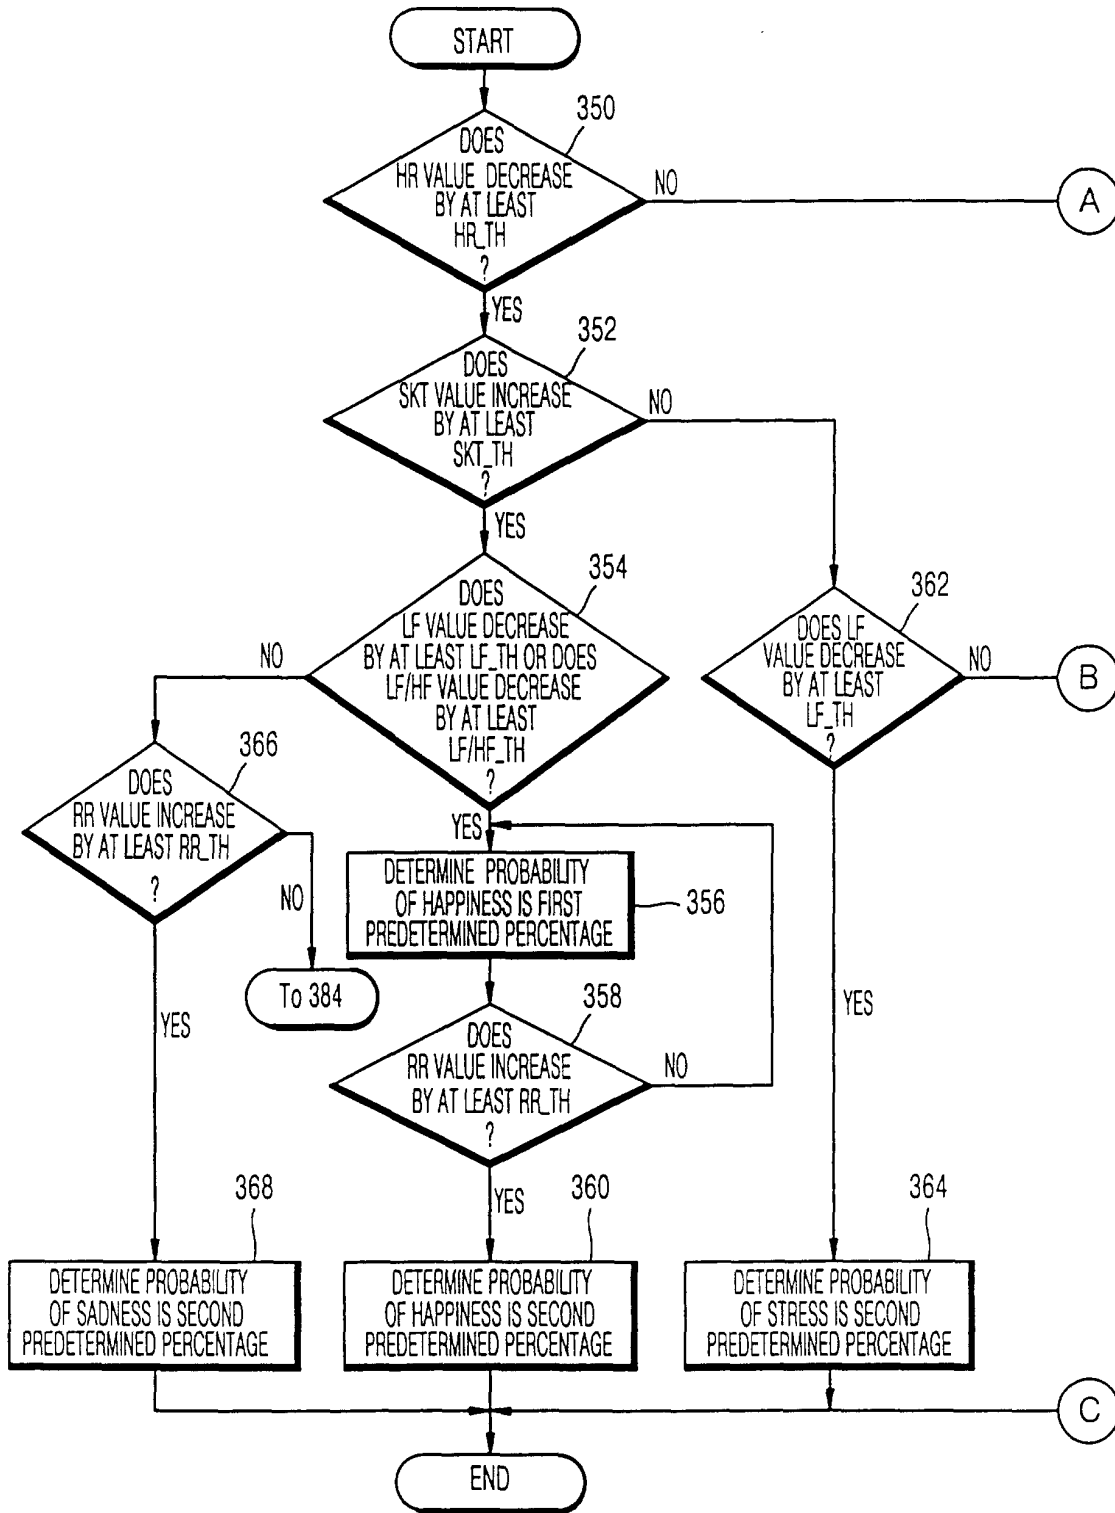 START
350
DOES
HR VALUE DECREASE
BY AT LEAST
HR_TH
?
NO
A
YES
352
DOES
SKT VALUE INCREASE
BY AT LEAST
SKT_TH
?
NO
YES
354
DOES
LF VALUE DECREASE
BY AT LEAST LF_TH OR DOES
LF/HF VALUE DECREASE
BY AT LEAST
LF/HF_TH
?
NO
362
DOES LF
VALUE DECREASE
BY AT LEAST
LF_TH
?
NO
B
366
DOES
RR VALUE INCREASE
BY AT LEAST RR_TH
?
NO
To 384
YES
YES
DETERMINE PROBABILITY
OF HAPPINESS IS FIRST
PREDETERMINED PERCENTAGE
356
358
DOES
RR VALUE INCREASE
BY AT LEAST RR_TH
?
NO
YES
YES
368
DETERMINE PROBABILITY
OF SADNESS IS SECOND
PREDETERMINED PERCENTAGE
360
DETERMINE PROBABILITY
OF HAPPINESS IS SECOND
PREDETERMINED PERCENTAGE
364
DETERMINE PROBABILITY
OF STRESS IS SECOND
PREDETERMINED PERCENTAGE
C
END